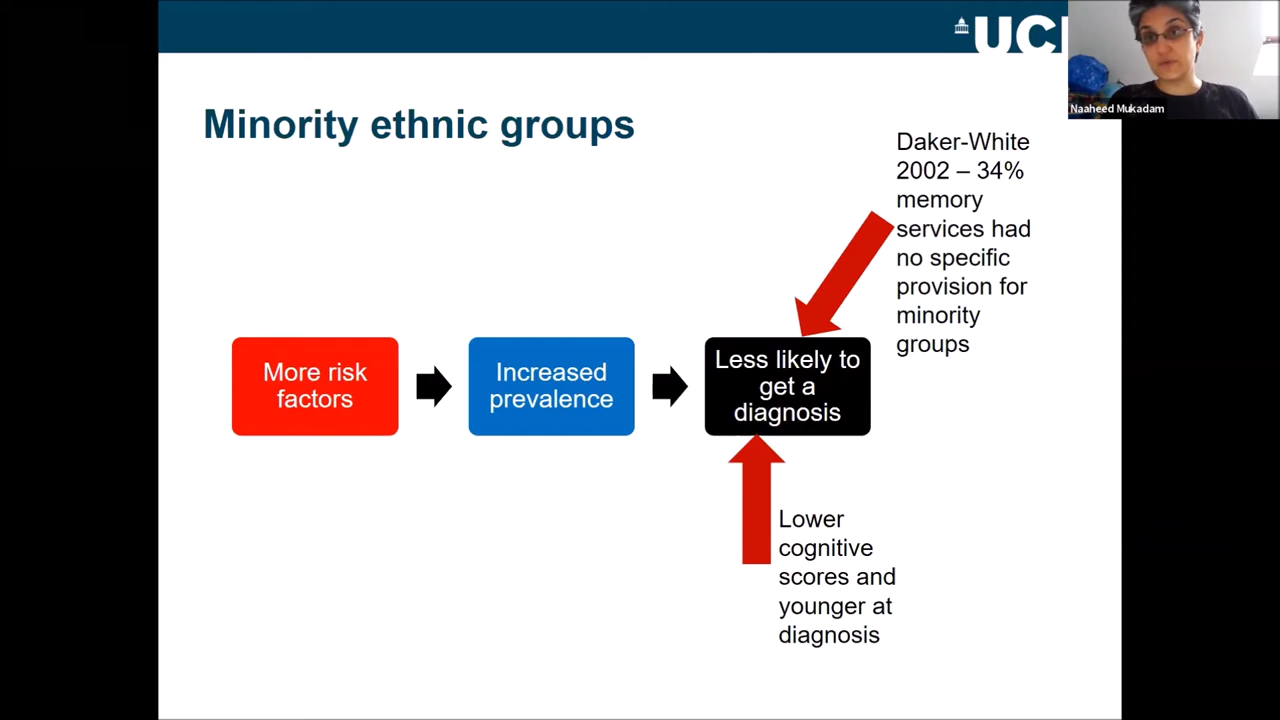 UCL
Naaheed Mukadam
Minority ethnic groups
Daker-White
2002 – 34%
memory
services had
no specific
provision for
minority
groups
More risk
factors
Increased
prevalence
Less likely to
get a
diagnosis
Lower
cognitive
scores and
younger at
diagnosis